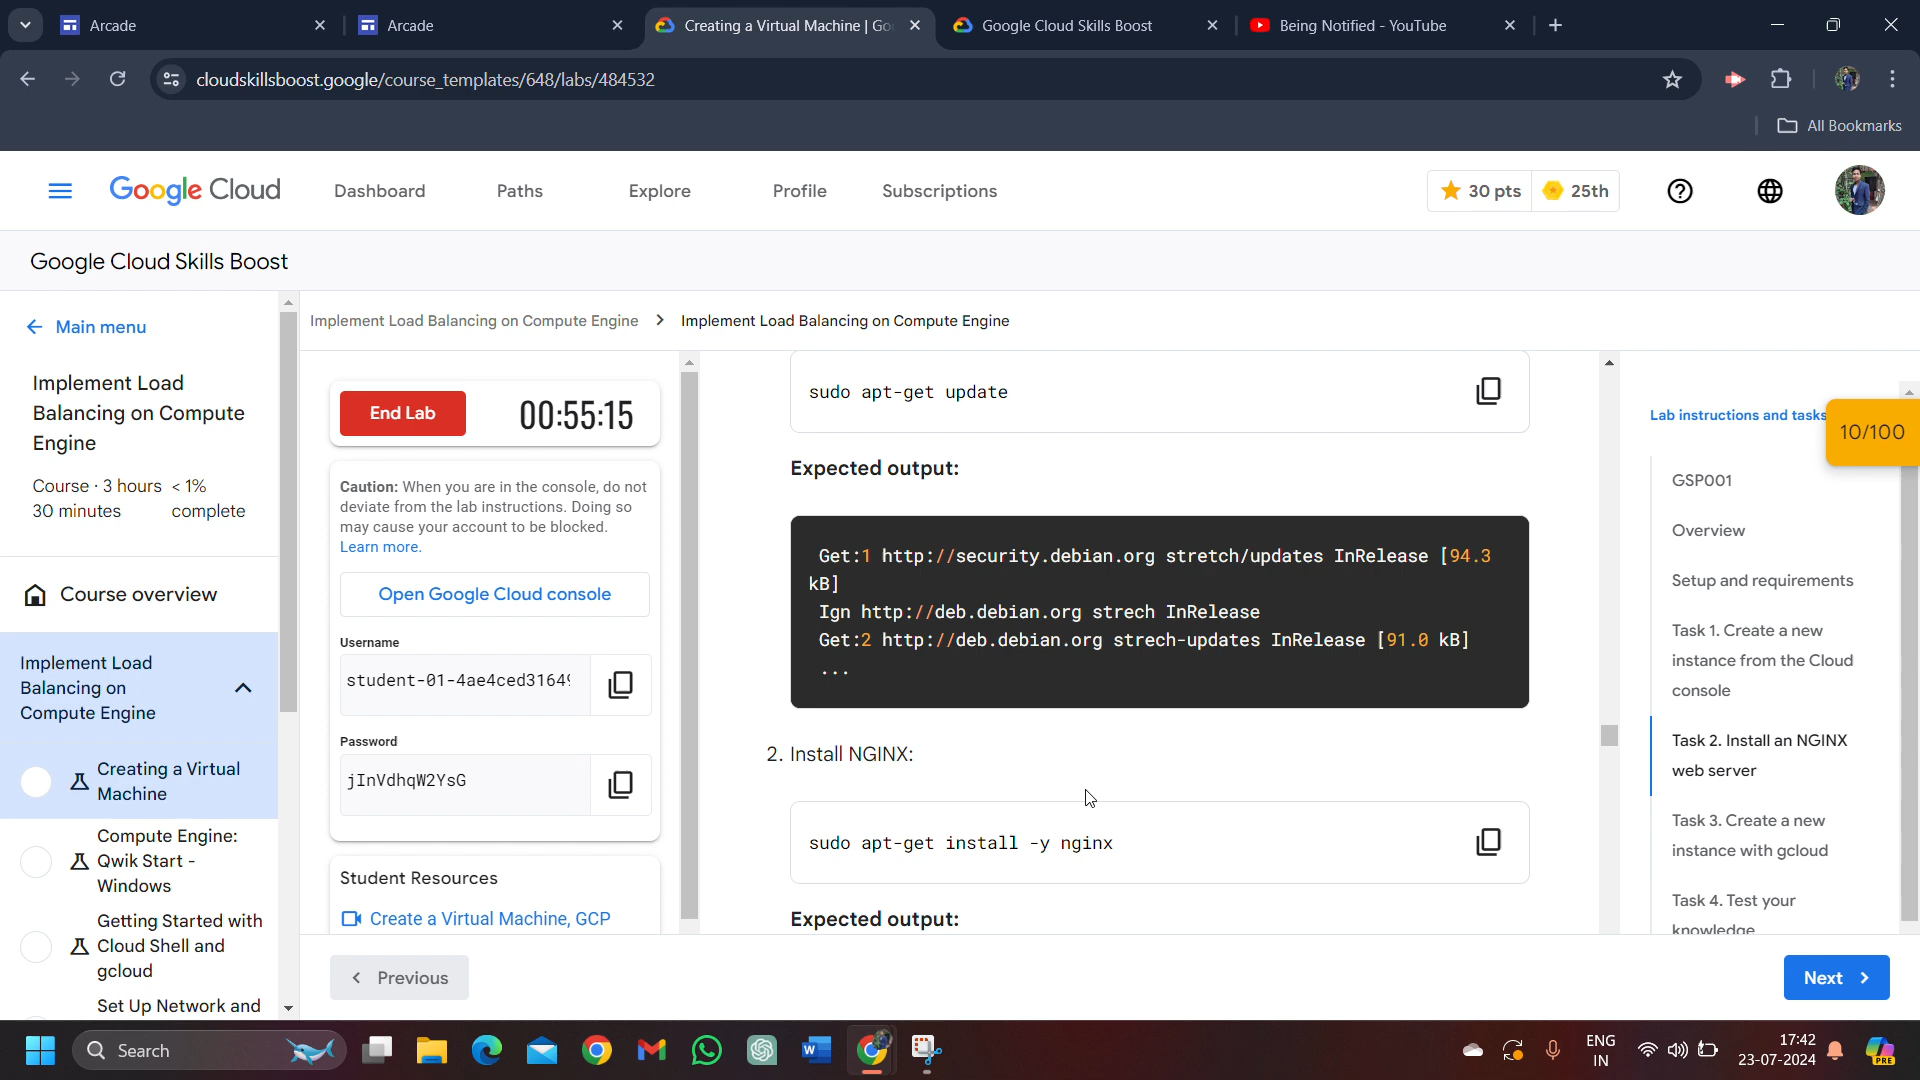 Arcade
Arcade
Creating a Virtual Machine | Go
Google Cloud Skills Boost
Being Notified - YouTube
cloudskillsboost.google/course_templates/648/labs/484532
All Bookmarks
Google Cloud
Dashboard
Paths
Explore
Profile
Subscriptions
30 pts
25th
Google Cloud Skills Boost
Main menu
Implement Load
Balancing on Compute
Engine
Course · 3 hours
30 minutes
< 1%
complete
Course overview
Implement Load
Balancing on
Compute Engine
Creating a Virtual
Machine
Compute Engine:
Qwik Start -
Windows
Getting Started with
Cloud Shell and
gcloud
Set Up Network and
Implement Load Balancing on Compute Engine > Implement Load Balancing on Compute Engine
End Lab
00:55:15
Caution: When you are in the console, do not
deviate from the lab instructions. Doing so
may cause your account to be blocked.
Learn more.
Open Google Cloud console
Username
student-01-4ae4ced31649
Password
jInVdhqW2YsG
Student Resources
Create a Virtual Machine, GCP
sudo apt-get update
Expected output:
Get:1 http://security.debian.org stretch/updates InRelease [94.3
kB]
Ign http://deb.debian.org strech InRelease
Get:2 http://deb.debian.org strech-updates InRelease [91.0 kB]
...
2. Install NGINX:
sudo apt-get install -y nginx
Expected output:
Lab instructions and tasks
10/100
GSP001
Overview
Setup and requirements
Task 1. Create a new
instance from the Cloud
console
Task 2. Install an NGINX
web server
Task 3. Create a new
instance with gcloud
Task 4. Test your
knowledge
Previous
Next
Search
ENG
IN
17:42
23-07-2024
PRE